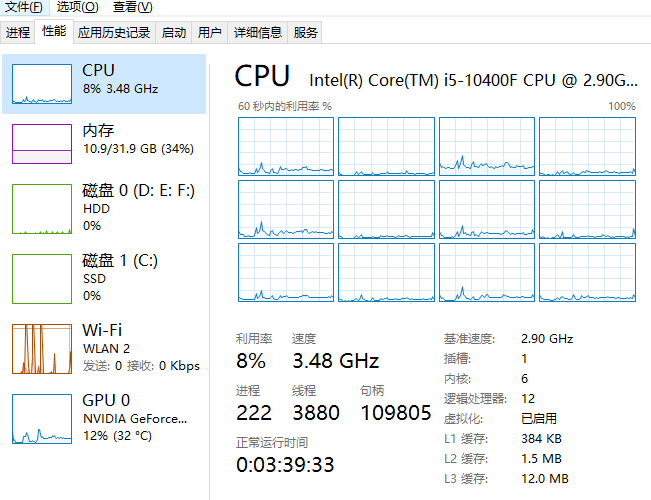 文件(F) 选项(O) 查看(V)
进程 性能 应用历史记录 启动 用户 详细信息 服务
CPU
8% 3.48 GHz
内存
10.9/31.9 GB (34%)
磁盘 0 (D: E: F:)
HDD
0%
磁盘 1 (C:)
SSD
0%
Wi-Fi
WLAN 2
发送: 0 接收: 0 Kbps
GPU 0
NVIDIA GeForce...
12% (32 °C)
CPU Intel(R) Core(TM) i5-10400F CPU @ 2.90G...
60 秒内的利用率 % 100%
利用率 速度
8% 3.48 GHz
进程 线程 句柄
222 3880 109805
正常运行时间
0:03:39:33
基准速度: 2.90 GHz
插槽: 1
内核: 6
逻辑处理器: 12
虚拟化: 已启用
L1 缓存: 384 KB
L2 缓存: 1.5 MB
L3 缓存: 12.0 MB